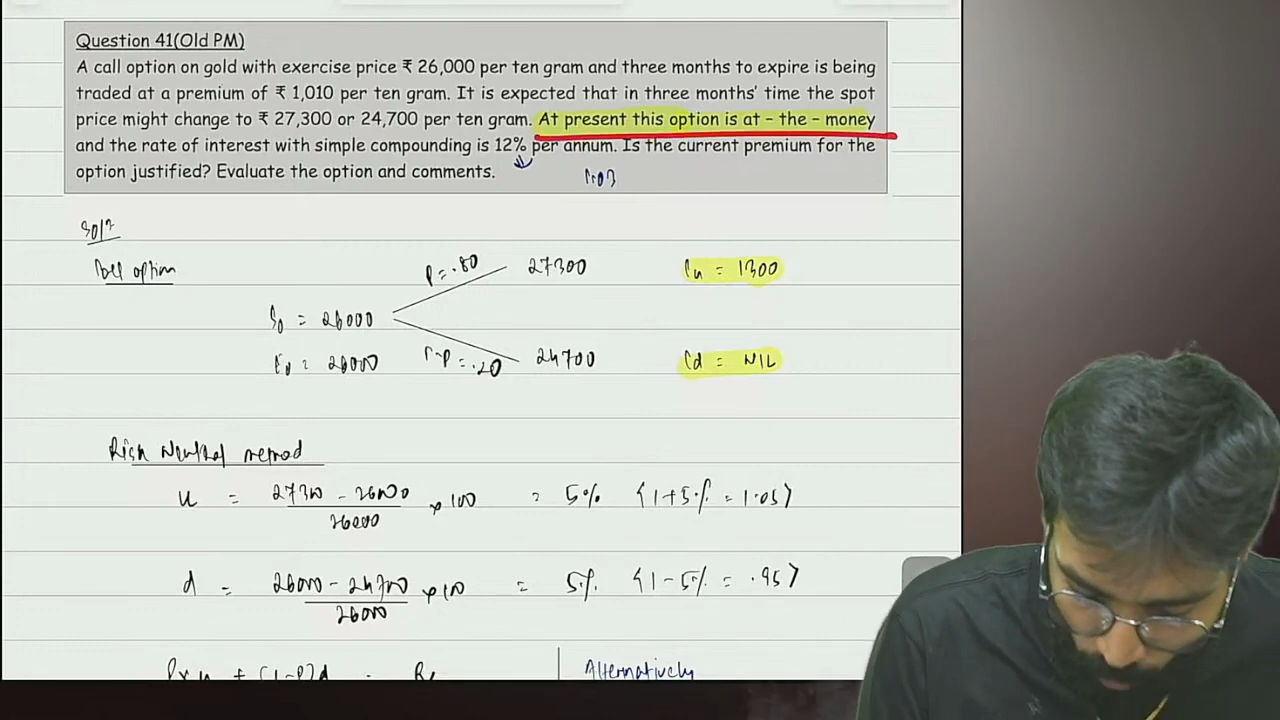 Question 41(Old PM)
A call option on gold with exercise price ₹ 26,000 per ten gram and three months to expire is being
traded at a premium of ₹ 1,010 per ten gram. It is expected that in three months' time the spot
price might change to ₹ 27,300 or 24,700 per ten gram. At present this option is at – the – money
and the rate of interest with simple compounding is 12% per annum. Is the current premium for the
option justified? Evaluate the option and comments.
1.03
Soln
Call option
P = .80 27300 Cu = 1300
S0 = 26000
= 26000 1-P = .20 24700 Cd = NIL
Risk Neutral method
u = 27300 - 26000 / 26000 × 100 = 5% {1+5% = 1.05}
d = 26000 - 24700 / 26000 × 100 = 5% {1-5% = .95}
P×u + (1-P)d =
Alternatively